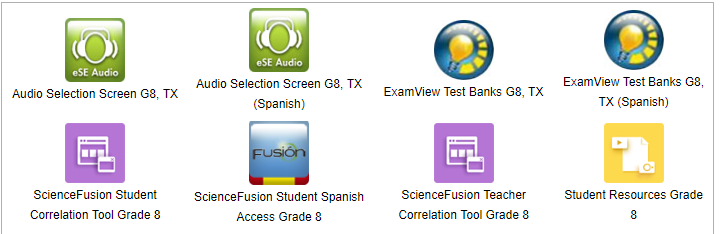 eSE Audio
Audio Selection Screen G8, TX
eSE Audio
Audio Selection Screen G8, TX
(Spanish)
ExamView Test Banks G8, TX
ExamView Test Banks G8,
TX (Spanish)
ScienceFusion Student
Correlation Tool Grade 8
FUSION
ScienceFusion Student Spanish
Access Grade 8
ScienceFusion Teacher
Correlation Tool Grade 8
Student Resources Grade
8